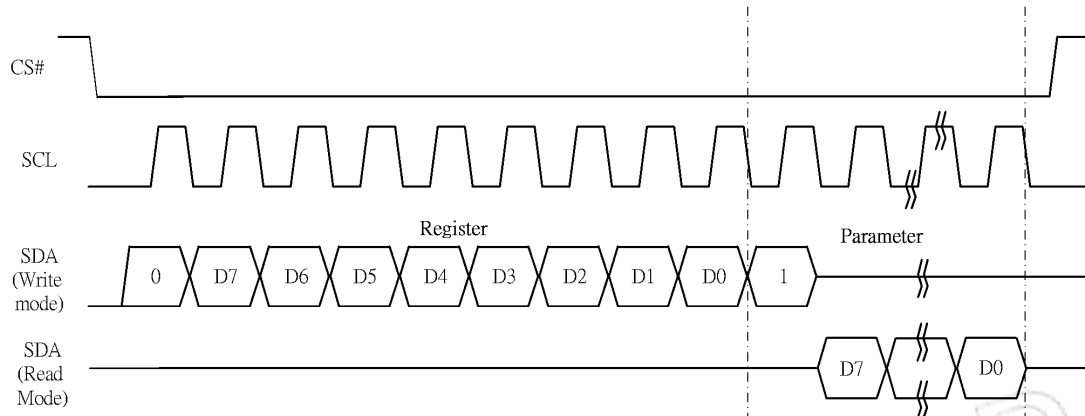 CS#
SCL
Register
Parameter
SDA
(Write
mode)
0 D7 D6 D5 D4 D3 D2 D1 D0 1
SDA
(Read
Mode)
D7 D0